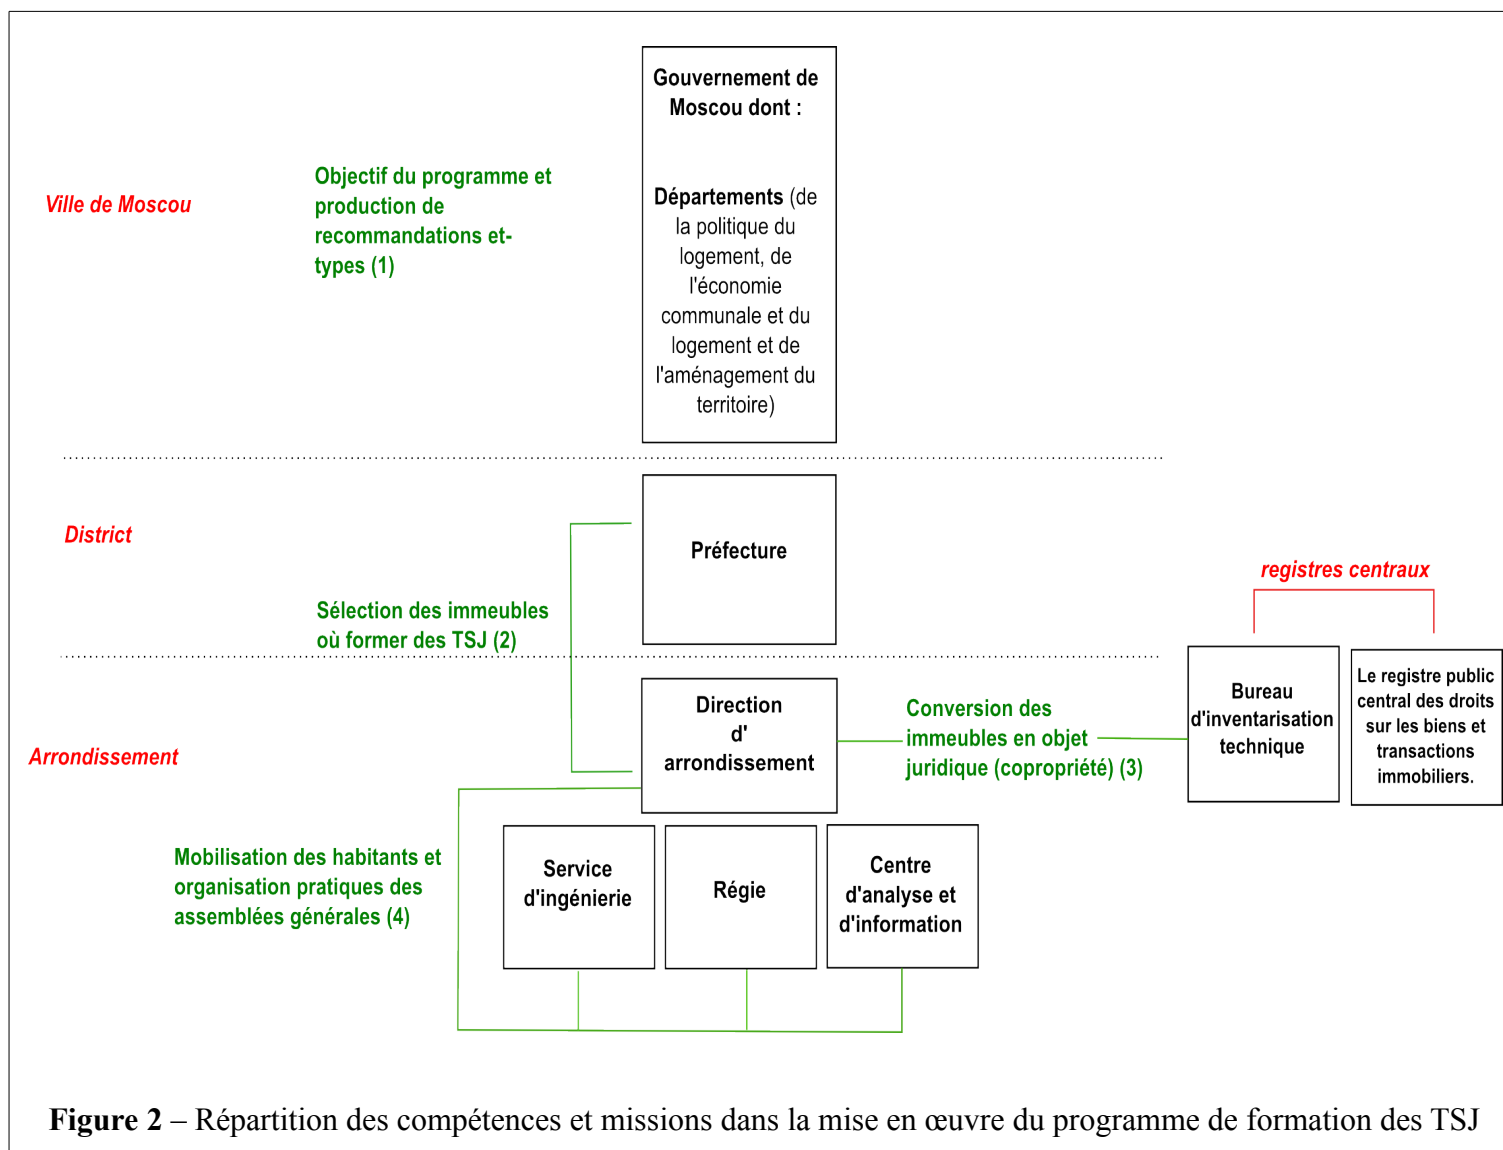 Gouvernement de
Moscou dont :
Départements (de
la politique du
logement, de
l'économie
communale et du
logement et de
l'aménagement du
territoire)
Ville de Moscou
Objectif du programme et
production de
recommandations et-
types (1)
District
Préfecture
Sélection des immeubles
où former des TSJ (2)
registres centraux
Arrondissement
Direction
d'
arrondissement
Conversion des
immeubles en objet
juridique (copropriété) (3)
Bureau
d'inventarisation
technique
Le registre public
central des droits
sur les biens et
transactions
immobiliers.
Mobilisation des habitants et
organisation pratiques des
assemblées générales (4)
Service
d'ingénierie
Régie
Centre
d'analyse et
d'information
Figure 2 – Répartition des compétences et missions dans la mise en œuvre du programme de formation des TSJ